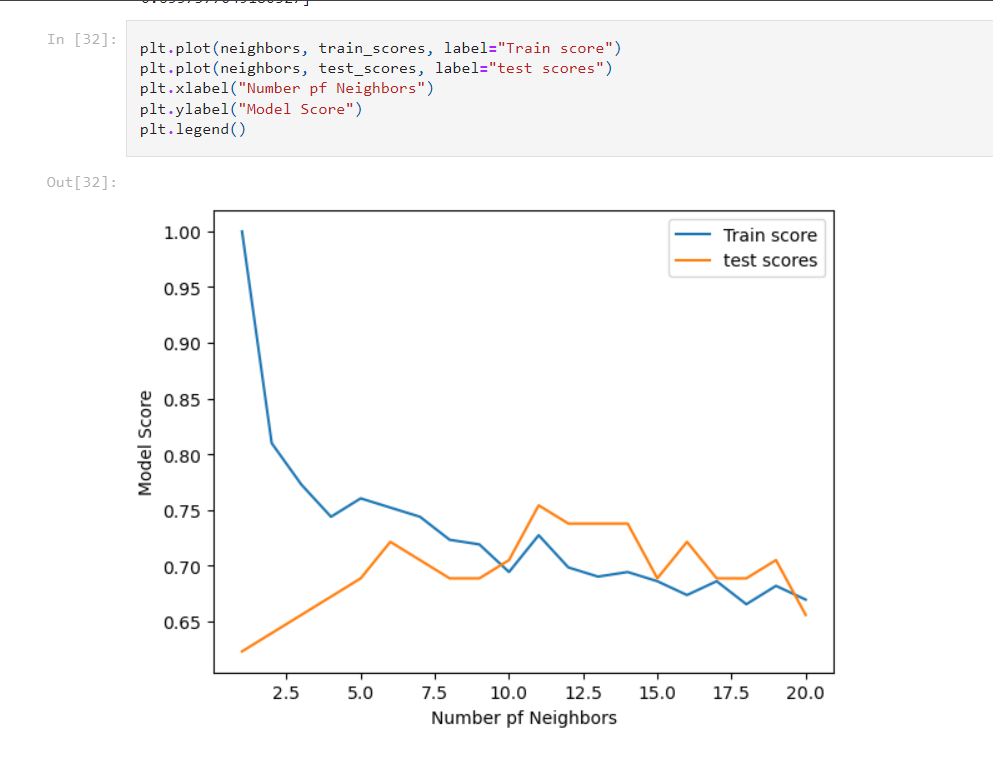 In [32]:
plt.plot(neighbors, train_scores, label="Train score")
plt.plot(neighbors, test_scores, label="test scores")
plt.xlabel("Number pf Neighbors")
plt.ylabel("Model Score")
plt.legend()
Out[32]:
Train score
test scores
1.00
0.95
0.90
0.85
0.80
0.75
0.70
0.65
Model Score
2.5 5.0 7.5 10.0 12.5 15.0 17.5 20.0
Number pf Neighbors